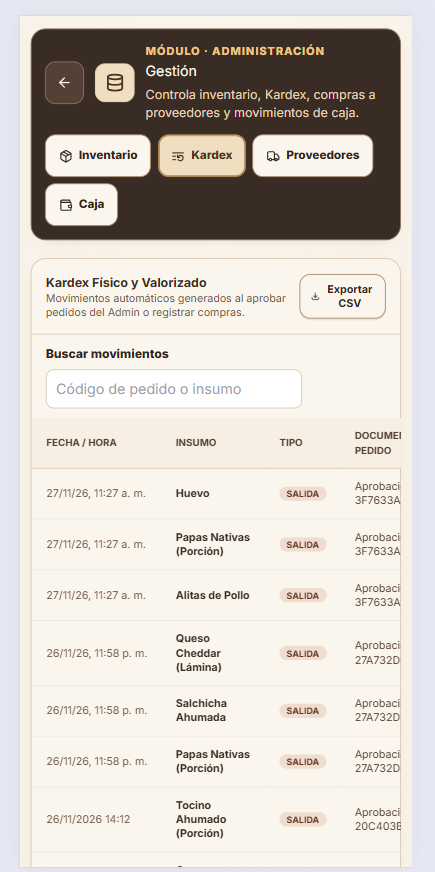 MÓDULO · ADMINISTRACIÓN
Gestión
Controla inventario, Kardex, compras a
proveedores y movimientos de caja.
Inventario
Kardex
Proveedores
Caja
Kardex Físico y Valorizado
Movimientos automáticos generados al aprobar
pedidos del Admin o registrar compras.
Exportar
CSV
Buscar movimientos
Código de pedido o insumo
FECHA / HORA INSUMO TIPO
PEDIDO
27/11/26, 11:27 a. m. Huevo SALIDA
27/11/26, 11:27 a. m. Papas Nativas
(Porción) SALIDA
27/11/26, 11:27 a. m. Alitas de Pollo SALIDA
26/11/26, 11:58 p. m. Queso
Cheddar
(Lámina) SALIDA
26/11/26, 11:58 p. m. Salchicha
Ahumada SALIDA
26/11/26, 11:58 p. m. Papas Nativas
(Porción) SALIDA
26/11/2026 14:12 Tocino
Ahumado
(Porción) SALIDA